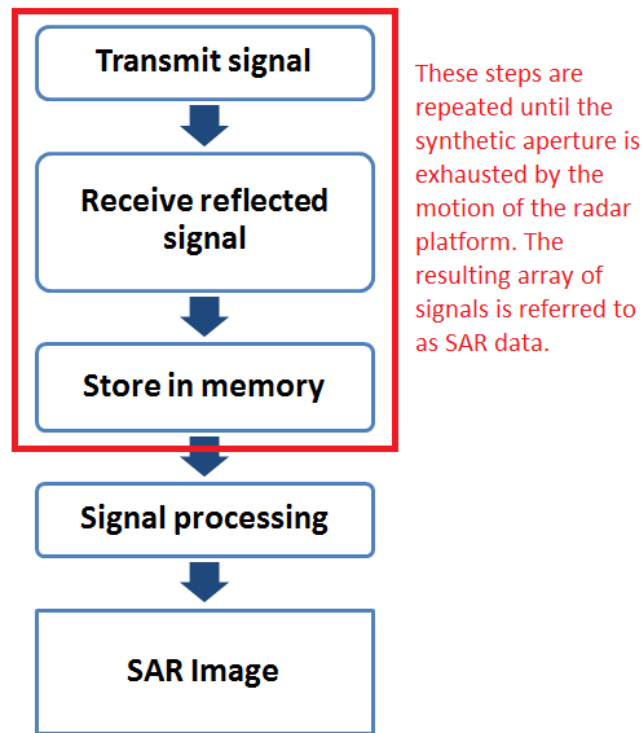 Transmit signal
Receive reflected
signal
Store in memory
Signal processing
SAR Image
These steps are
repeated until the
synthetic aperture is
exhausted by the
motion of the radar
platform. The
resulting array of
signals is referred to
as SAR data.